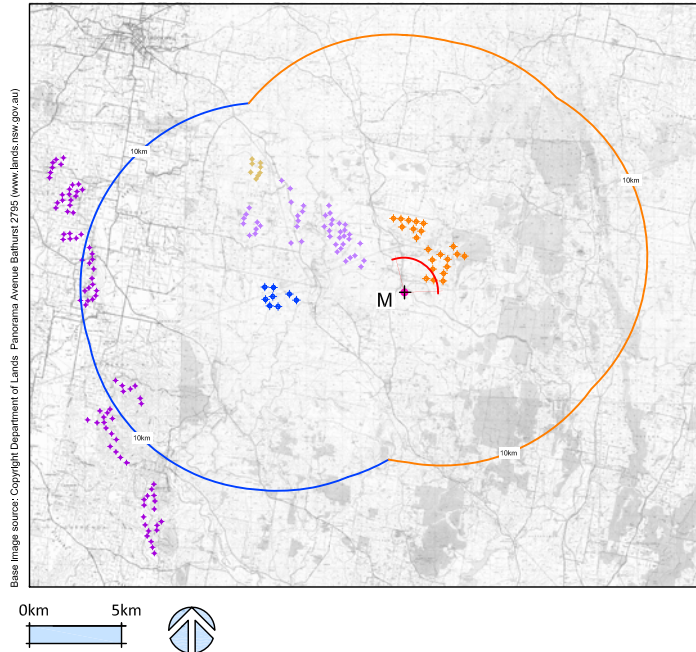 Base Image source: Copyright Department of Lands Panorama Avenue Bathurst 2795 (www.lands.nsw.gov.au)
10km
10km
M
10km
10km
0km 5km